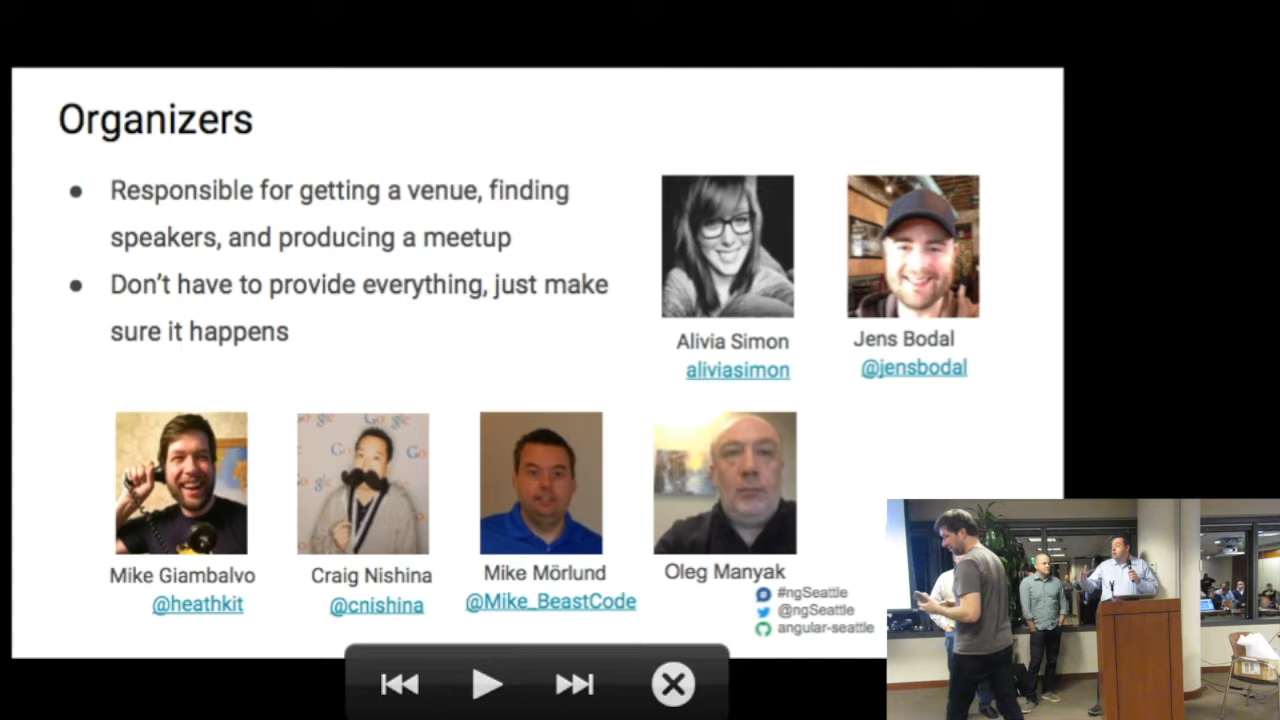 Organizers
Responsible for getting a venue, finding
speakers, and producing a meetup
Don't have to provide everything, just make
sure it happens
Alivia Simon
aliviasimon
Jens Bodal
@jensbodal
Mike Giambalvo
@heathkit
Craig Nishina
@cnishina
Mike Mörlund
@Mike_BeastCode
Oleg Manyak
#ngSeattle
@ngSeattle
angular-seattle